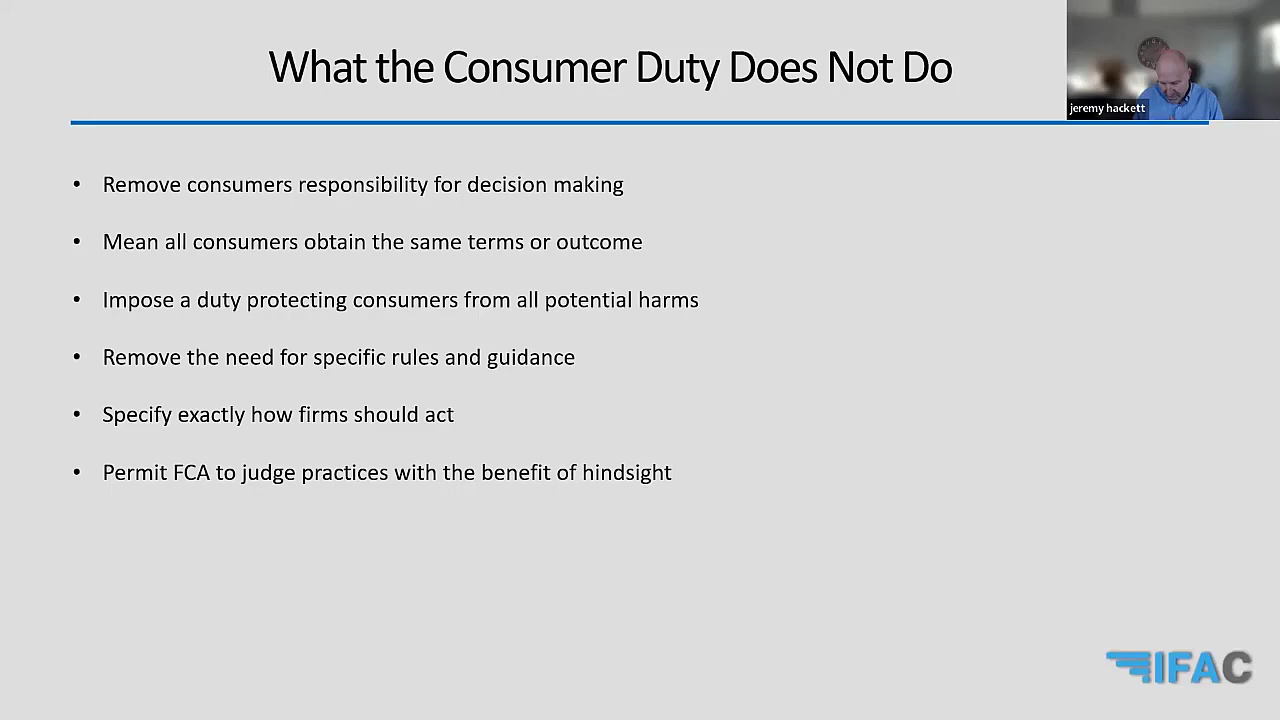 What the Consumer Duty Does Not Do
jeremy hackett
• Remove consumers responsibility for decision making
• Mean all consumers obtain the same terms or outcome
• Impose a duty protecting consumers from all potential harms
• Remove the need for specific rules and guidance
• Specify exactly how firms should act
• Permit FCA to judge practices with the benefit of hindsight
IFAC